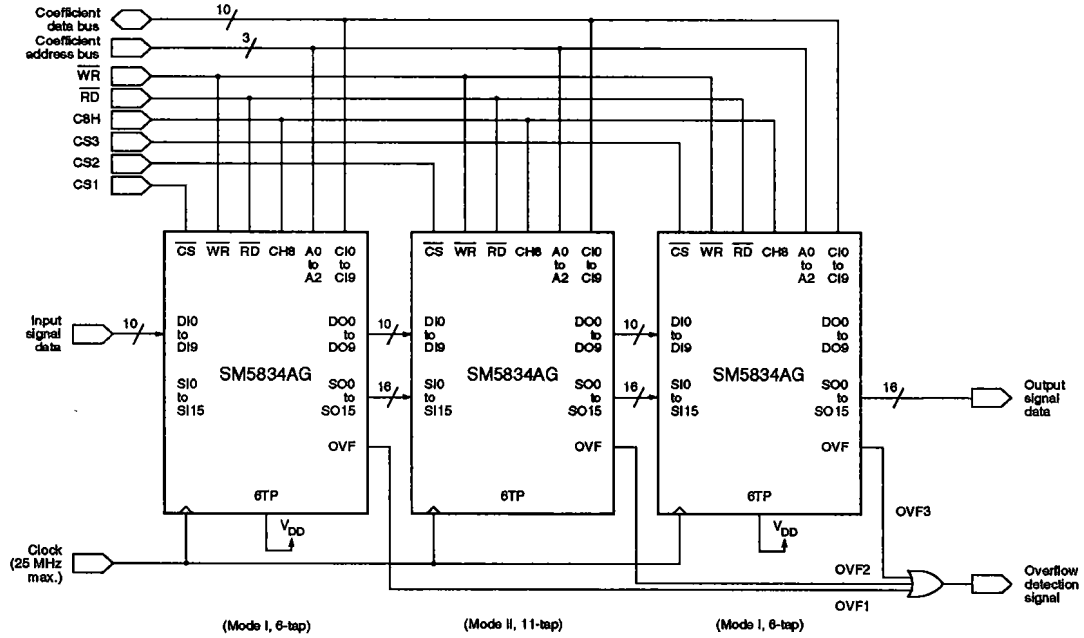 Coefficient
data bus
10
Coefficient
address bus
3
WR
RD
C8H
CS3
CS2
CS1
CS WR RD CH8 A0 to A2 CI0 to CI9
CS WR RD CH8 A0 to A2 CI0 to CI9
CS WR RD CH8 A0 to A2 CI0 to CI9
Input
signal
data
10
DI0
to
DI9
DO0
to
DO9
10
DI0
to
DI9
DO0
to
DO9
10
DI0
to
DI9
DO0
to
DO9
SM5834AG
SM5834AG
SM5834AG
SI0
to
SI15
SO0
to
SO15
16
SI0
to
SI15
SO0
to
SO15
16
SI0
to
SI15
SO0
to
SO15
16
Output
signal
data
OVF
OVF
OVF
6TP
6TP
6TP
VDD
VDD
OVF3
Clock
(25 MHz
max.)
OVF2
OVF1
Overflow
detection
signal
(Mode I, 6-tap)
(Mode II, 11-tap)
(Mode I, 6-tap)